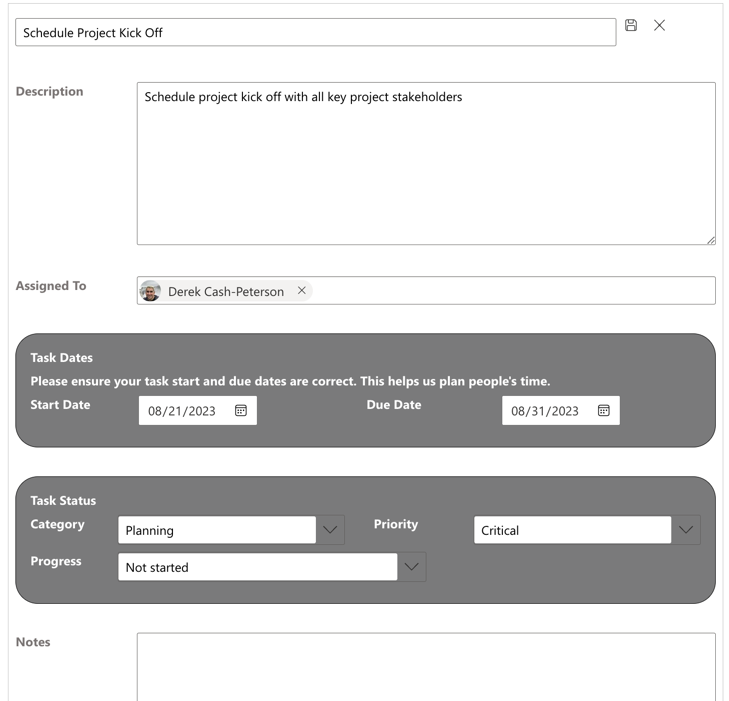 Schedule Project Kick Off
Description
Schedule project kick off with all key project stakeholders
Assigned To
Derek Cash-Peterson
Task Dates
Please ensure your task start and due dates are correct. This helps us plan people's time.
Start Date 08/21/2023 Due Date 08/31/2023
Task Status
Category Planning Priority Critical
Progress Not started
Notes